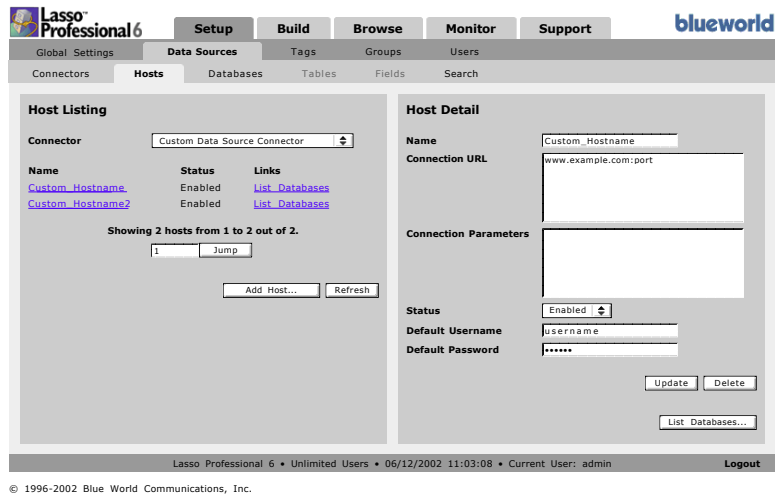 Lasso™
Professional 6
Setup Build Browse Monitor Support
blueworld
Global Settings Data Sources Tags Groups Users
Connectors Hosts Databases Tables Fields Search
Host Listing
Connector Custom Data Source Connector
Name Status Links
Custom_Hostname Enabled List Databases
Custom_Hostname2 Enabled List Databases
Showing 2 hosts from 1 to 2 out of 2.
1 Jump
Add Host... Refresh
Host Detail
Name Custom_Hostname
Connection URL www.example.com:port
Connection Parameters
Status Enabled
Default Username username
Default Password ••••••
Update Delete
List Databases...
Lasso Professional 6 • Unlimited Users • 06/12/2002 11:03:08 • Current User: admin Logout
© 1996-2002 Blue World Communications, Inc.